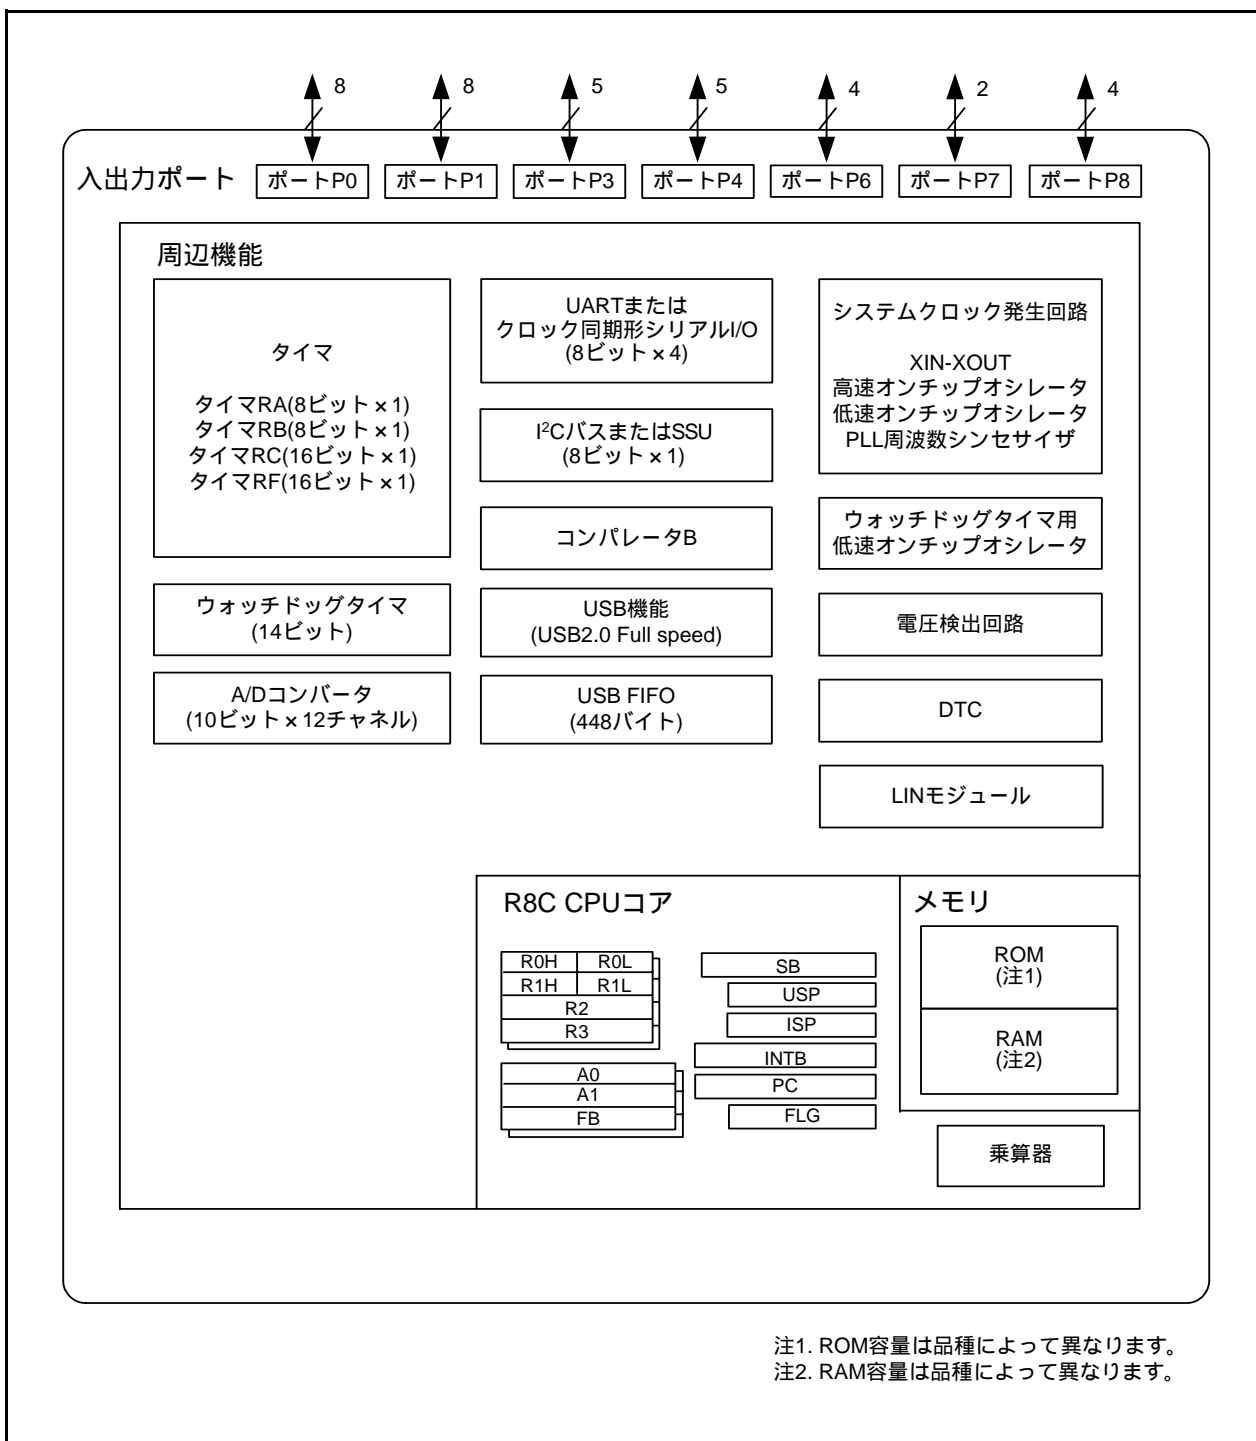 8
8
5
5
4
2
4
入出力ポート
ポートP0
ポートP1
ポートP3
ポートP4
ポートP6
ポートP7
ポートP8
周辺機能
タイマ
タイマRA(8ビット×1)
タイマRB(8ビット×1)
タイマRC(16ビット×1)
タイマRF(16ビット×1)
ウォッチドッグタイマ
(14ビット)
A/Dコンバータ
(10ビット×12チャネル)
UARTまたは
クロック同期形シリアルI/O
(8ビット×4)
I²CバスまたはSSU
(8ビット×1)
コンパレータB
USB機能
(USB2.0 Full speed)
USB FIFO
(448バイト)
システムクロック発生回路
XIN-XOUT
高速オンチップオシレータ
低速オンチップオシレータ
PLL周波数シンセサイザ
ウォッチドッグタイマ用
低速オンチップオシレータ
電圧検出回路
DTC
LINモジュール
R8C CPUコア
R0H R0L
R1H R1L
R2
R3
A0
A1
FB
SB
USP
ISP
INTB
PC
FLG
メモリ
ROM
(注1)
RAM
(注2)
乗算器
注1. ROM容量は品種によって異なります。
注2. RAM容量は品種によって異なります。